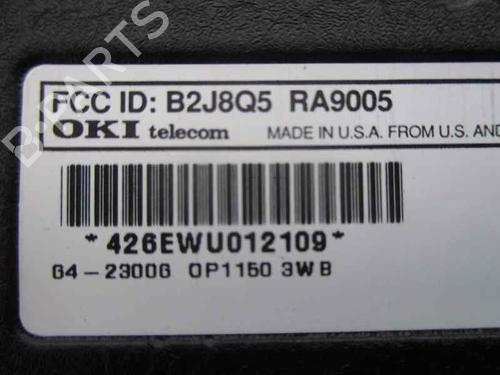 B-PARTS
FCC ID: B2J8Q5 RA9005
OKI telecom MADE IN U.S.A. FROM U.S. AND
*426EWU012109*
G4-2300G OP1150 3WB